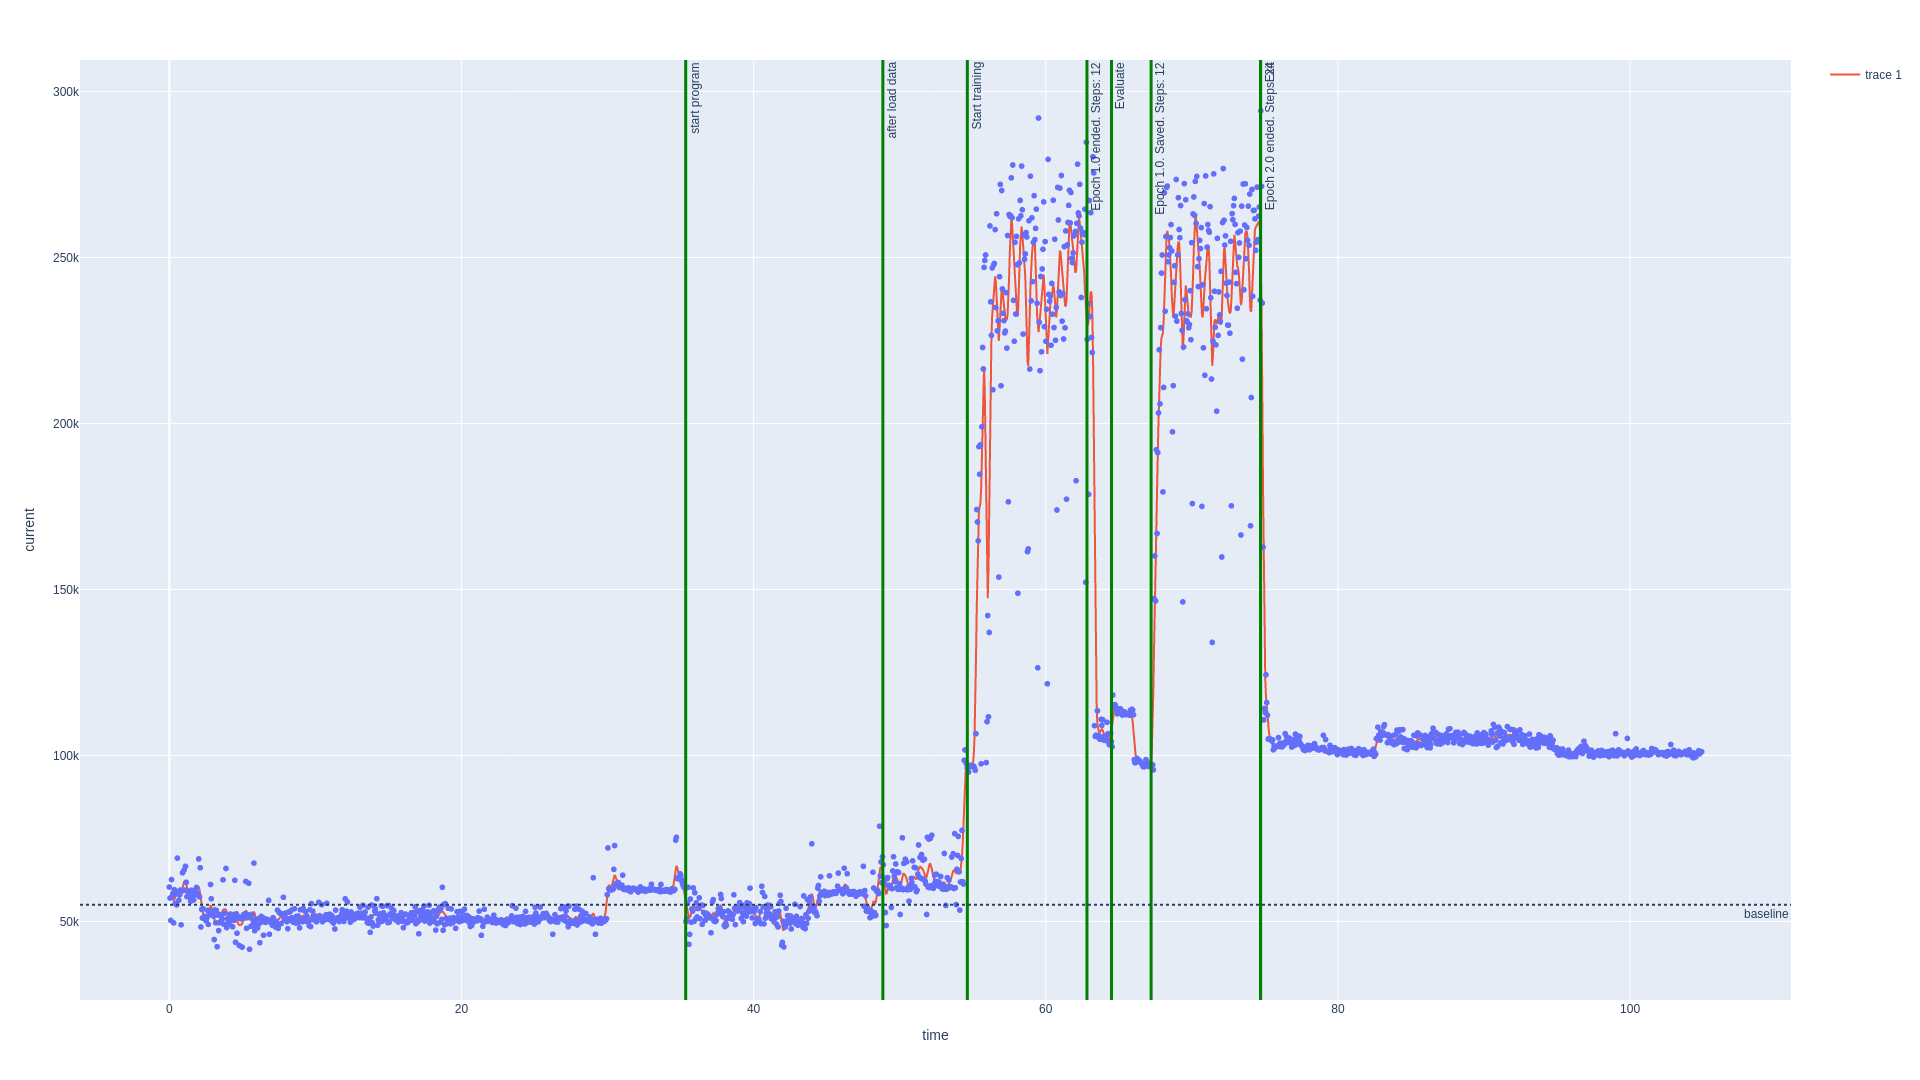 300k
250k
200k
150k
100k
50k
current
0
20
40
60
80
100
time
start program
after load data
Start training
Epoch 1.0 ended. Steps: 12
Evaluate
Epoch 1.0. Saved. Steps: 12
Epoch 2.0 ended. Steps: 24
baseline
trace 1